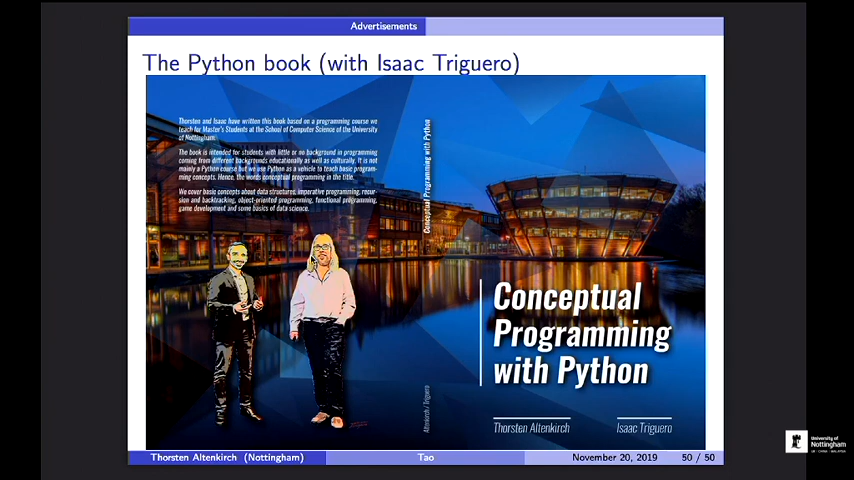 Advertisements
The Python book (with Isaac Triguero)
Thorsten and Isaac have written this book based on a programming course we
teach for Master's Students at the School of Computer Science of the University
of Nottingham.
The book is intended for students with little or no background in programming
coming from different backgrounds educationally as well as culturally. It is not
mainly a Python course but we use Python as a vehicle to teach basic program-
ming concepts. Hence, the words conceptual programming in the title.
We cover basic concepts about data structures, imperative programming, recur-
sion and backtracking, object-oriented programming, functional programming,
game development and some basics of data science.
Conceptual Programming with Python
Altenkirch / Triguero
Conceptual
Programming
with Python
Thorsten Altenkirch
Isaac Triguero
Thorsten Altenkirch (Nottingham)
Tao
November 20, 2019
50 / 50
University of
Nottingham
UK | CHINA | MALAYSIA